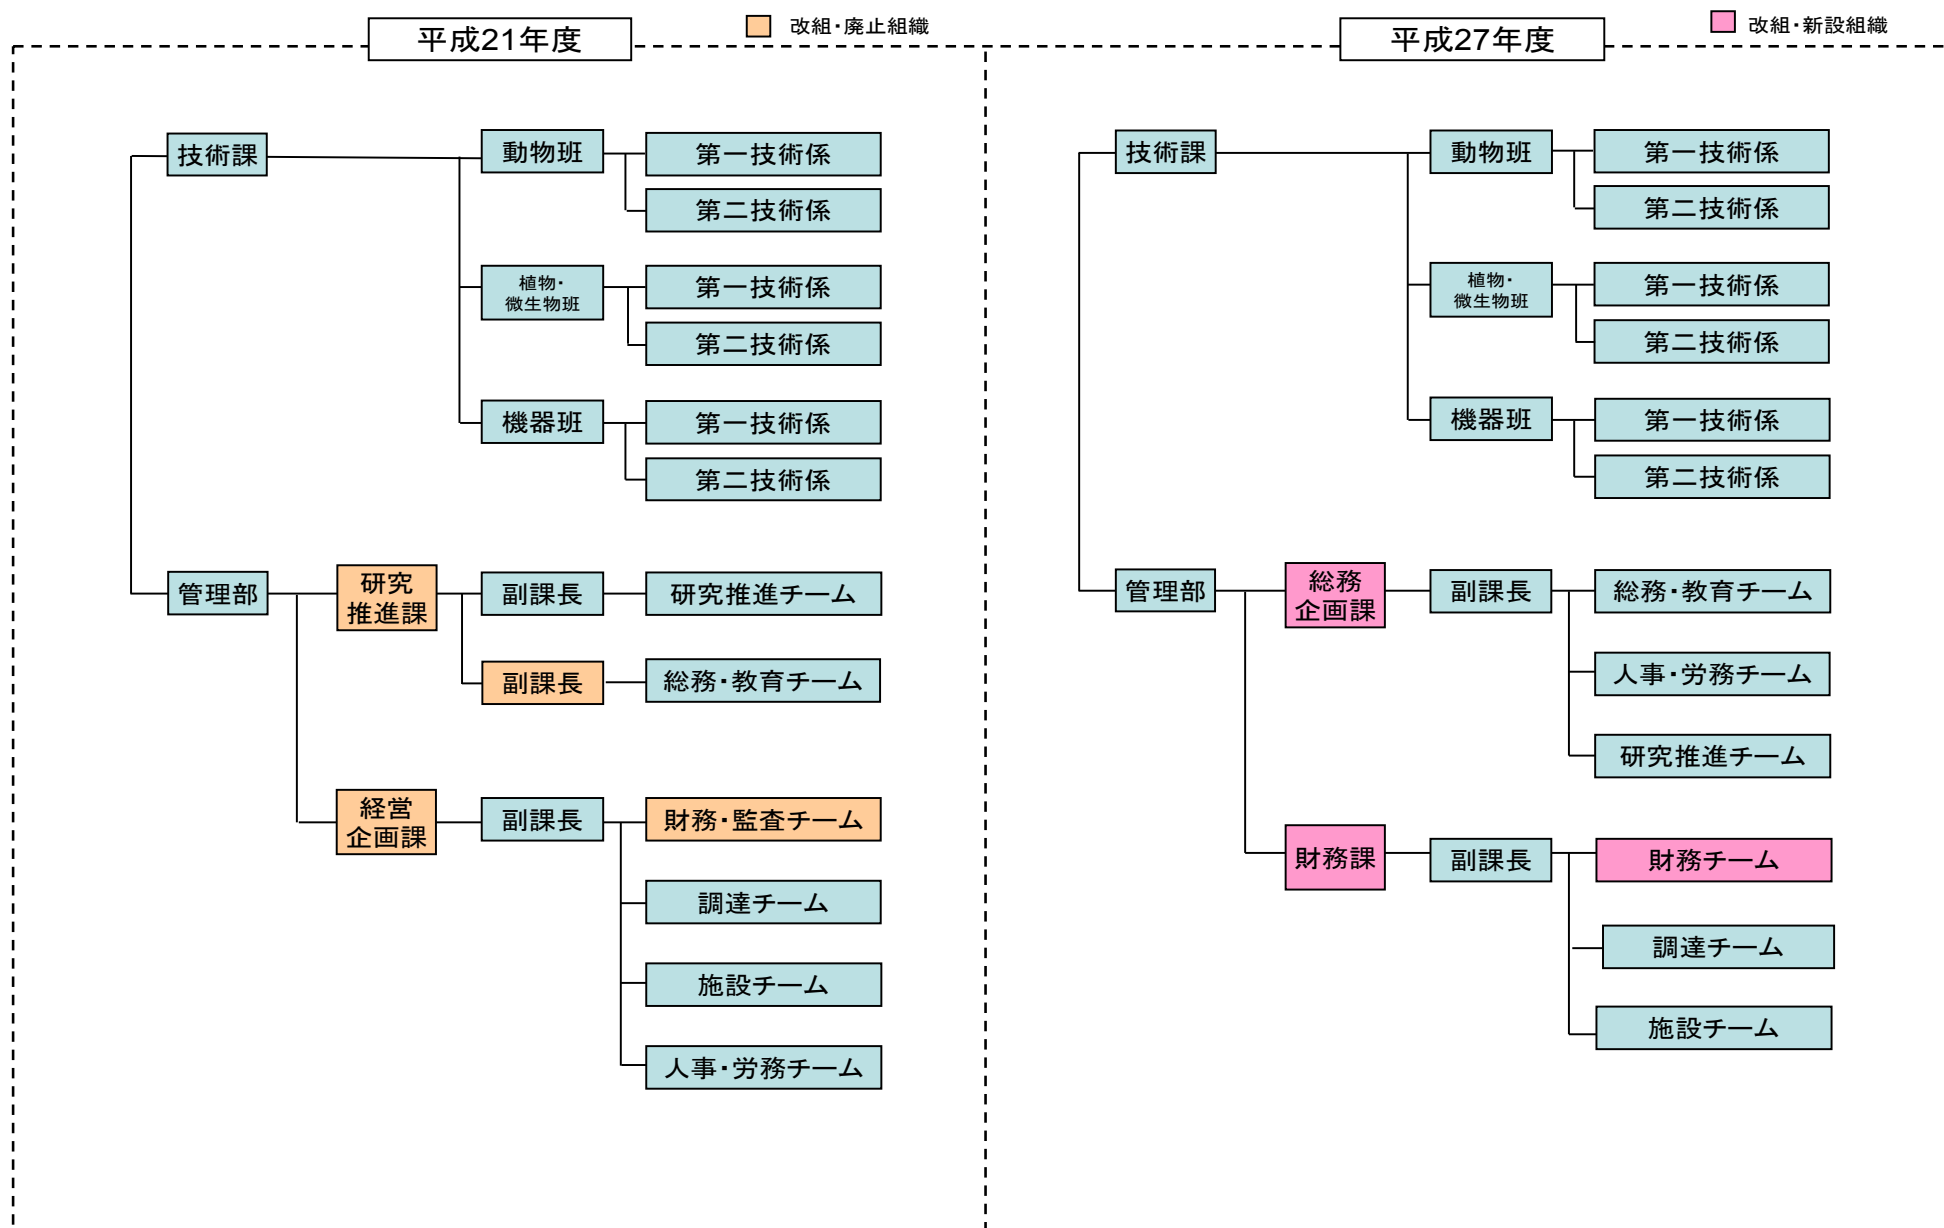 平成21年度
改組・廃止組織
技術課
動物班
第一技術係
第二技術係
植物・
微生物班
第一技術係
第二技術係
機器班
第一技術係
第二技術係
管理部
研究
推進課
副課長
研究推進チーム
副課長
総務・教育チーム
経営
企画課
副課長
財務・監査チーム
調達チーム
施設チーム
人事・労務チーム
平成27年度
改組・新設組織
技術課
動物班
第一技術係
第二技術係
植物・
微生物班
第一技術係
第二技術係
機器班
第一技術係
第二技術係
管理部
総務
企画課
副課長
総務・教育チーム
人事・労務チーム
研究推進チーム
財務課
副課長
財務チーム
調達チーム
施設チーム